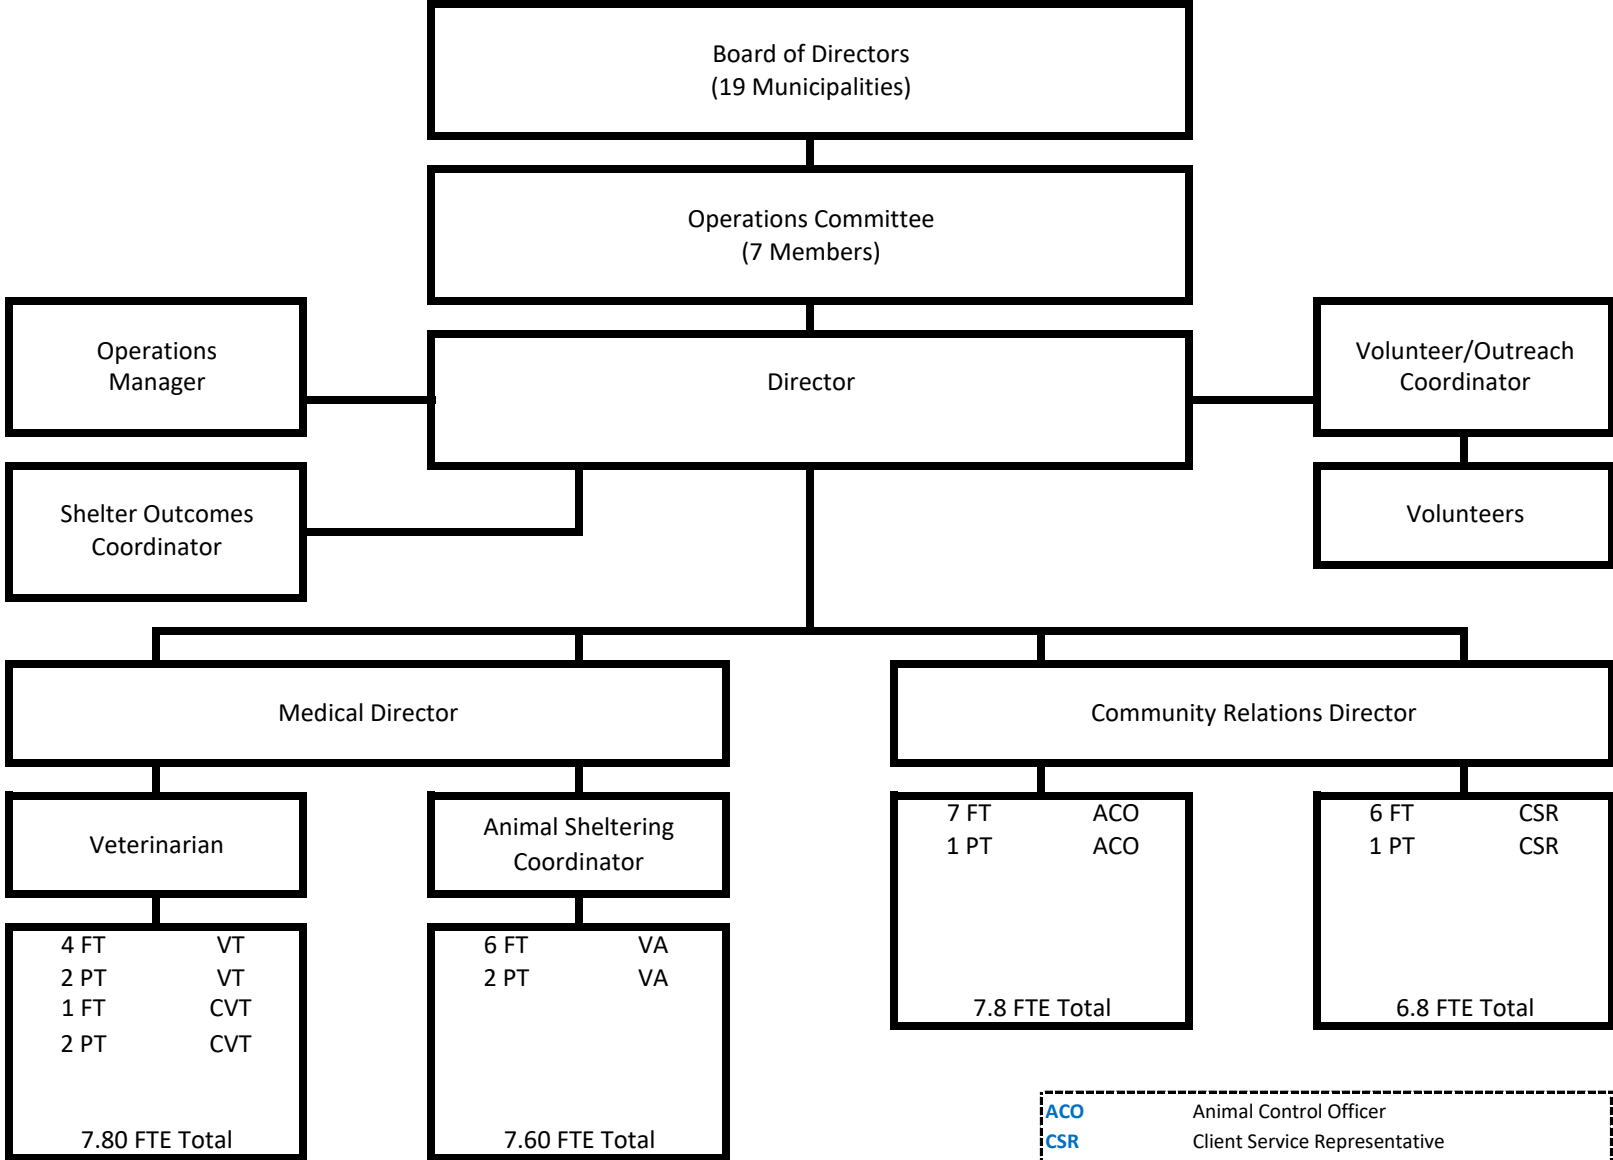 Board of Directors
(19 Municipalities)
Operations Committee
(7 Members)
Operations
Manager
Director
Volunteer/Outreach
Coordinator
Shelter Outcomes
Coordinator
Volunteers
Medical Director
Community Relations Director
Veterinarian
Animal Sheltering
Coordinator
7 FT ACO
1 PT ACO
7.8 FTE Total
6 FT CSR
1 PT CSR
6.8 FTE Total
4 FT VT
2 PT VT
1 FT CVT
2 PT CVT
7.80 FTE Total
6 FT VA
2 PT VA
7.60 FTE Total
ACO Animal Control Officer
CSR Client Service Representative